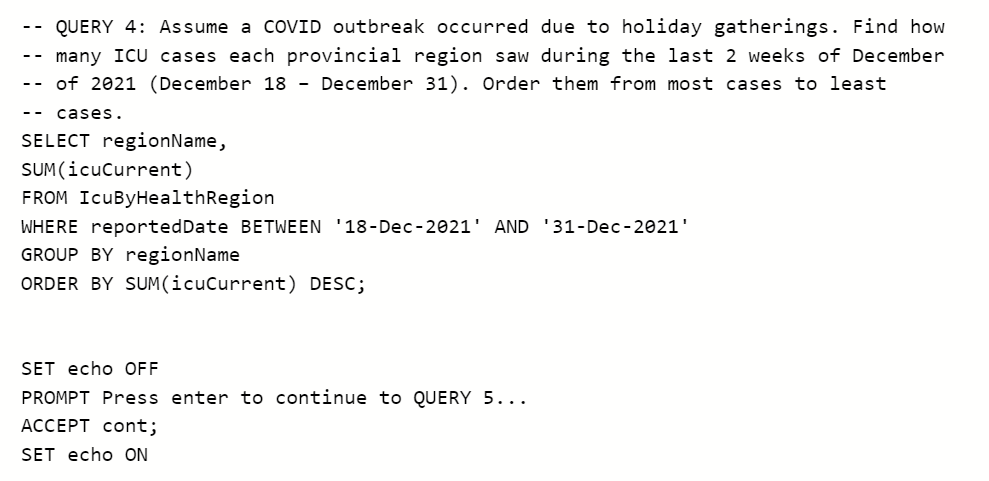 -- QUERY 4: Assume a COVID outbreak occurred due to holiday gatherings. Find how
-- many ICU cases each provincial region saw during the last 2 weeks of December
-- of 2021 (December 18 – December 31). Order them from most cases to least
-- cases.
SELECT regionName,
SUM(icuCurrent)
FROM IcuByHealthRegion
WHERE reportedDate BETWEEN '18-Dec-2021' AND '31-Dec-2021'
GROUP BY regionName
ORDER BY SUM(icuCurrent) DESC;
SET echo OFF
PROMPT Press enter to continue to QUERY 5...
ACCEPT cont;
SET echo ON